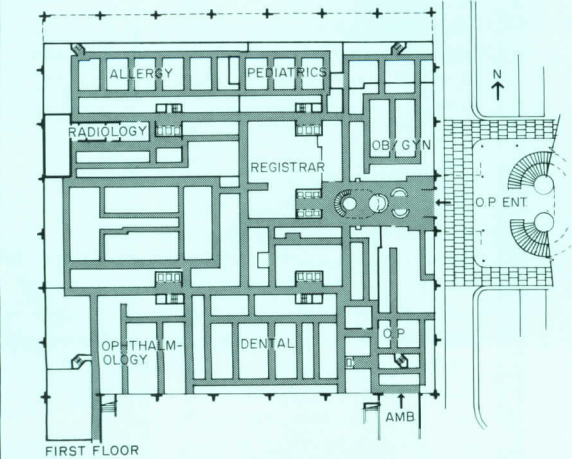 N
ALLERGY
PEDIATRICS
RADIOLOGY
OB/GYN
REGISTRAR
O.P. ENT.
OPHTHALM-
OLOGY
DENTAL
O.P.
AMB
FIRST FLOOR